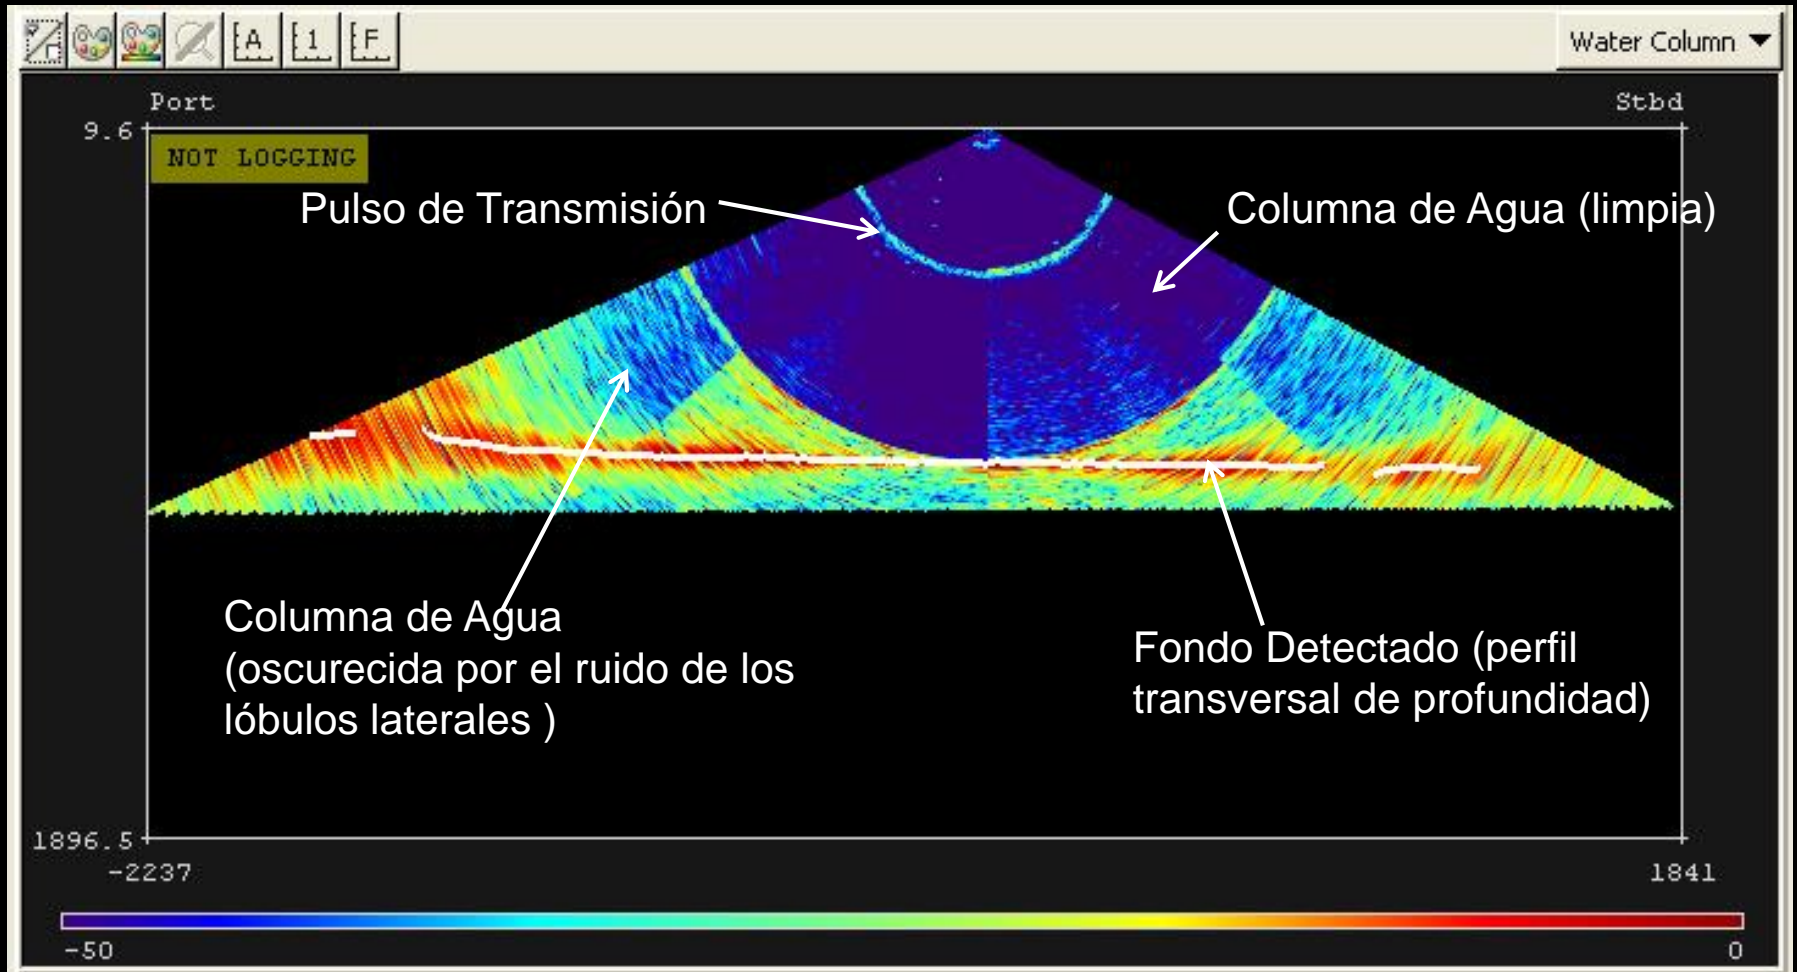 A 1 F
Water Column
Port
Stbd
9.6
NOT LOGGING
Pulso de Transmisión
Columna de Agua (limpia)
Columna de Agua
(oscurecida por el ruido de los
lóbulos laterales )
Fondo Detectado (perfil
transversal de profundidad)
1896.5
-2237
1841
-50
0